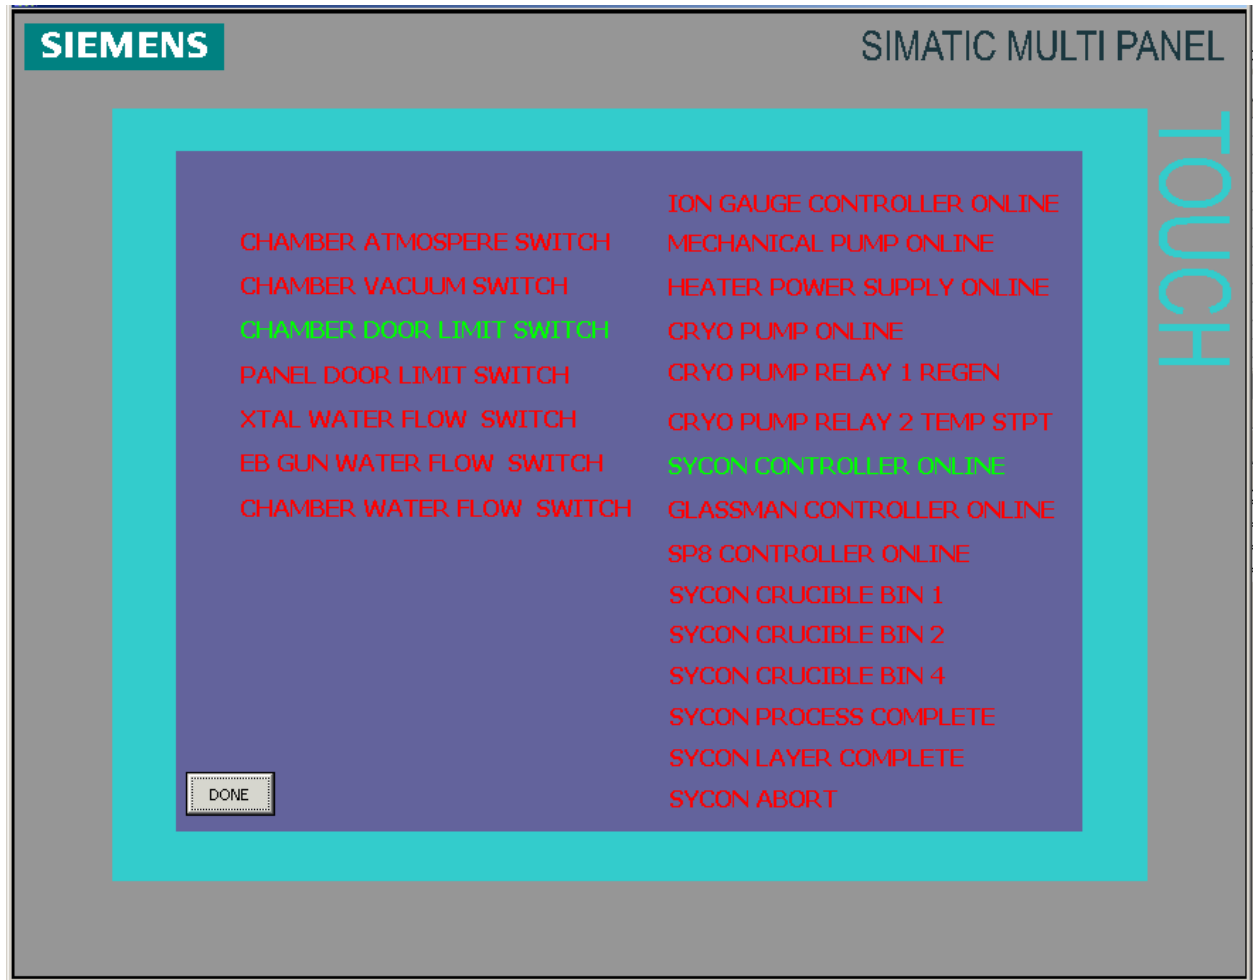 SIEMENS
SIMATIC MULTI PANEL
TOUCH
CHAMBER ATMOSPERE SWITCH
CHAMBER VACUUM SWITCH
CHAMBER DOOR LIMIT SWITCH
PANEL DOOR LIMIT SWITCH
XTAL WATER FLOW SWITCH
EB GUN WATER FLOW SWITCH
CHAMBER WATER FLOW SWITCH
ION GAUGE CONTROLLER ONLINE
MECHANICAL PUMP ONLINE
HEATER POWER SUPPLY ONLINE
CRYO PUMP ONLINE
CRYO PUMP RELAY 1 REGEN
CRYO PUMP RELAY 2 TEMP STPT
SYCON CONTROLLER ONLINE
GLASSMAN CONTROLLER ONLINE
SP8 CONTROLLER ONLINE
SYCON CRUCIBLE BIN 1
SYCON CRUCIBLE BIN 2
SYCON CRUCIBLE BIN 4
SYCON PROCESS COMPLETE
SYCON LAYER COMPLETE
SYCON ABORT
DONE